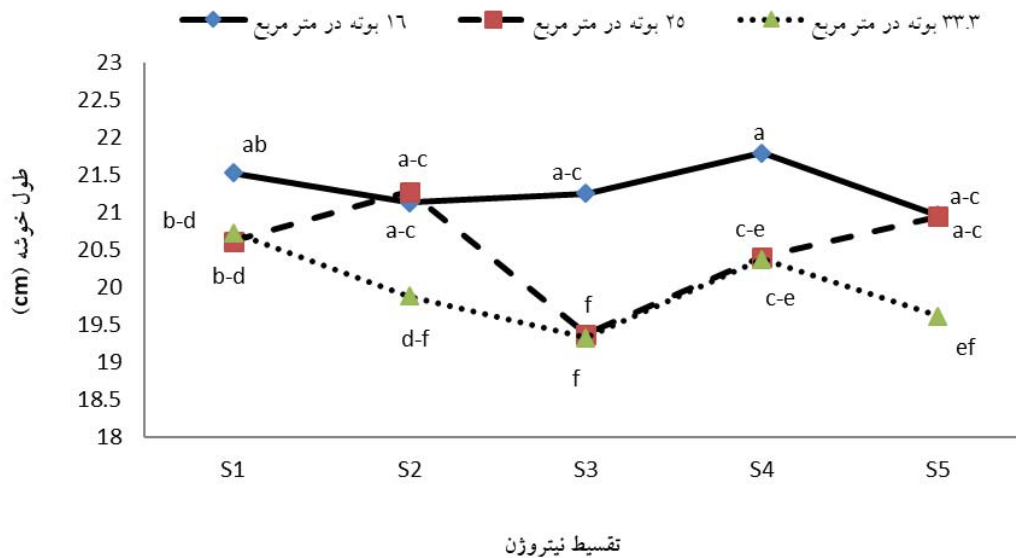 ۱۶ بوته در متر مربع
۲۵ بوته در متر مربع
۳۳.۳ بوته در متر مربع
طول خوشه (cm)
23
22.5
22
21.5
21
20.5
20
19.5
19
18.5
18
ab
a-c
a-c
a
a-c
b-d
a-c
c-e
a-c
b-d
f
c-e
d-f
f
ef
S1 S2 S3 S4 S5
تقسیط نیتروژن